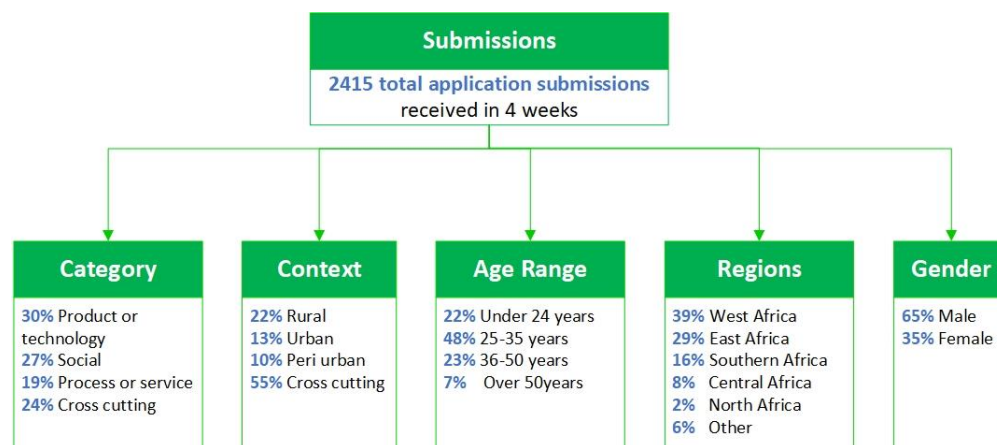 Submissions
2415 total application submissions
received in 4 weeks
Category
30% Product or
technology
27% Social
19% Process or service
24% Cross cutting
Context
22% Rural
13% Urban
10% Peri urban
55% Cross cutting
Age Range
22% Under 24 years
48% 25-35 years
23% 36-50 years
7% Over 50years
Regions
39% West Africa
29% East Africa
16% Southern Africa
8% Central Africa
2% North Africa
6% Other
Gender
65% Male
35% Female